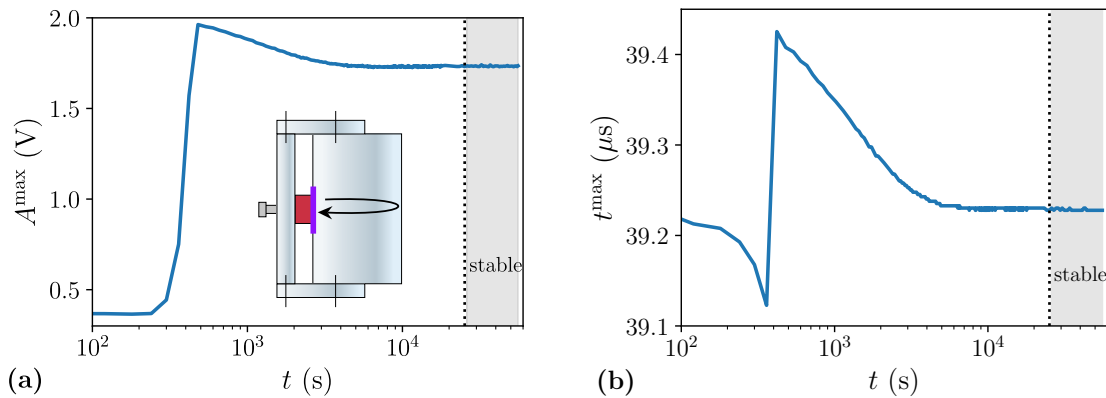 2.0
1.5
1.0
0.5
A^max (V)
10^2
10^3
10^4
t (s)
stable
(a)
39.4
39.3
39.2
39.1
t^max (μs)
10^2
10^3
10^4
t (s)
stable
(b)